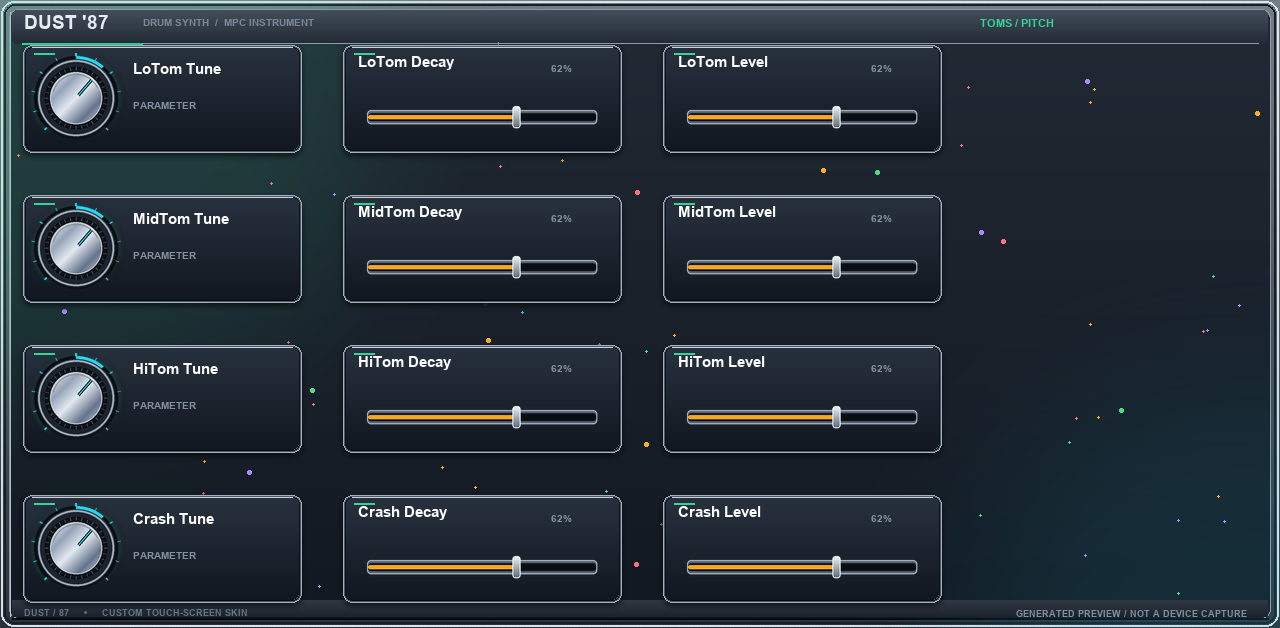 DUST '87
DRUM SYNTH / MPC INSTRUMENT
TOMS / PITCH
LoTom Tune
PARAMETER
LoTom Decay
62%
LoTom Level
62%
MidTom Tune
PARAMETER
MidTom Decay
62%
MidTom Level
62%
HiTom Tune
PARAMETER
HiTom Decay
62%
HiTom Level
62%
Crash Tune
PARAMETER
Crash Decay
62%
Crash Level
62%
DUST / 87 • CUSTOM TOUCH-SCREEN SKIN
GENERATED PREVIEW / NOT A DEVICE CAPTURE